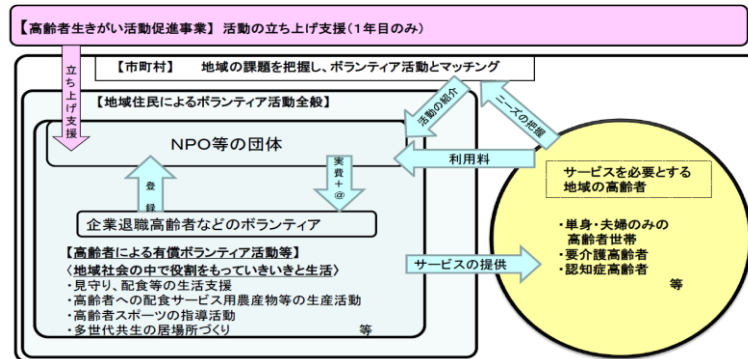 【高齢者生きがい活動促進事業】 活動の立ち上げ支援(1年目のみ)
立ち上げ支援
【市町村】 地域の課題を把握し、ボランティア活動とマッチング
【地域住民によるボランティア活動全般】
活動の紹介
ニーズの把握
NPO等の団体
利用料
登録
実費+@
企業退職高齢者などのボランティア
【高齢者による有償ボランティア活動等】
〈地域社会の中で役割をもっていきいきと生活〉
・見守り、配食等の生活支援
・高齢者への配食サービス用農産物等の生産活動
・高齢者スポーツの指導活動
・多世代共生の居場所づくり 等
サービスの提供
サービスを必要とする
地域の高齢者
・単身・夫婦のみの
高齢者世帯
・要介護高齢者
・認知症高齢者
等